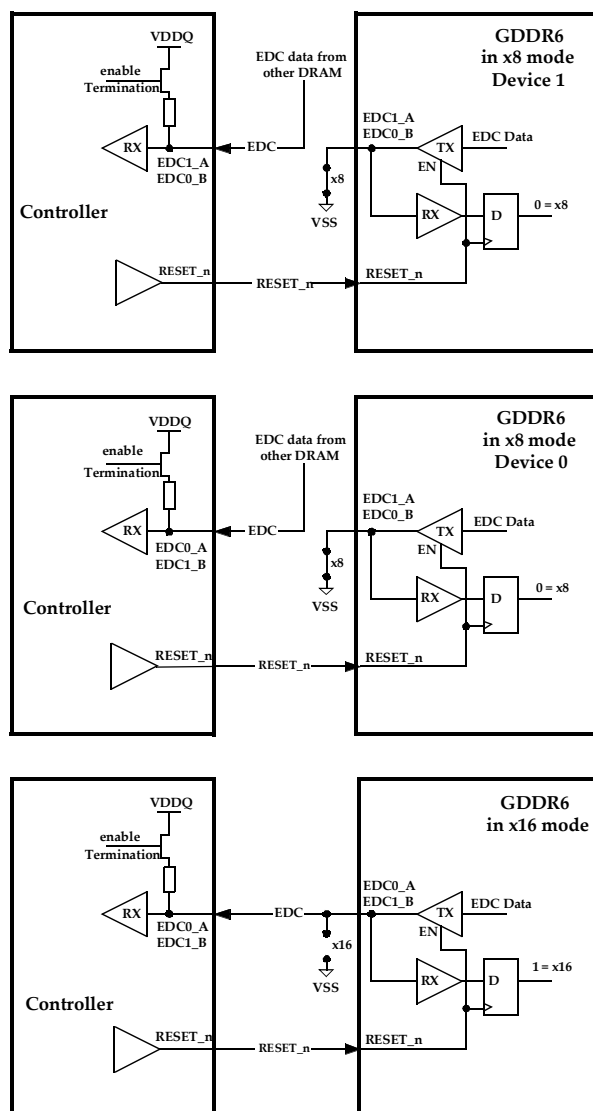 VDDQ
enable
Termination
RX
EDC1_A
EDC0_B
Controller
RESET_n
EDC data from
other DRAM
EDC
RESET_n
GDDR6
in x8 mode
Device 1
EDC1_A
EDC0_B
TX
EDC Data
EN
x8
VSS
RX
D
0 = x8
RESET_n
VDDQ
enable
Termination
RX
EDC0_A
EDC1_B
Controller
RESET_n
EDC data from
other DRAM
EDC
RESET_n
GDDR6
in x8 mode
Device 0
EDC1_A
EDC0_B
TX
EDC Data
EN
x8
VSS
RX
D
0 = x8
RESET_n
VDDQ
enable
Termination
RX
EDC0_A
EDC1_B
Controller
RESET_n
EDC
RESET_n
GDDR6
in x16 mode
EDC0_A
EDC1_B
TX
EDC Data
EN
x16
VSS
RX
D
1 = x16
RESET_n